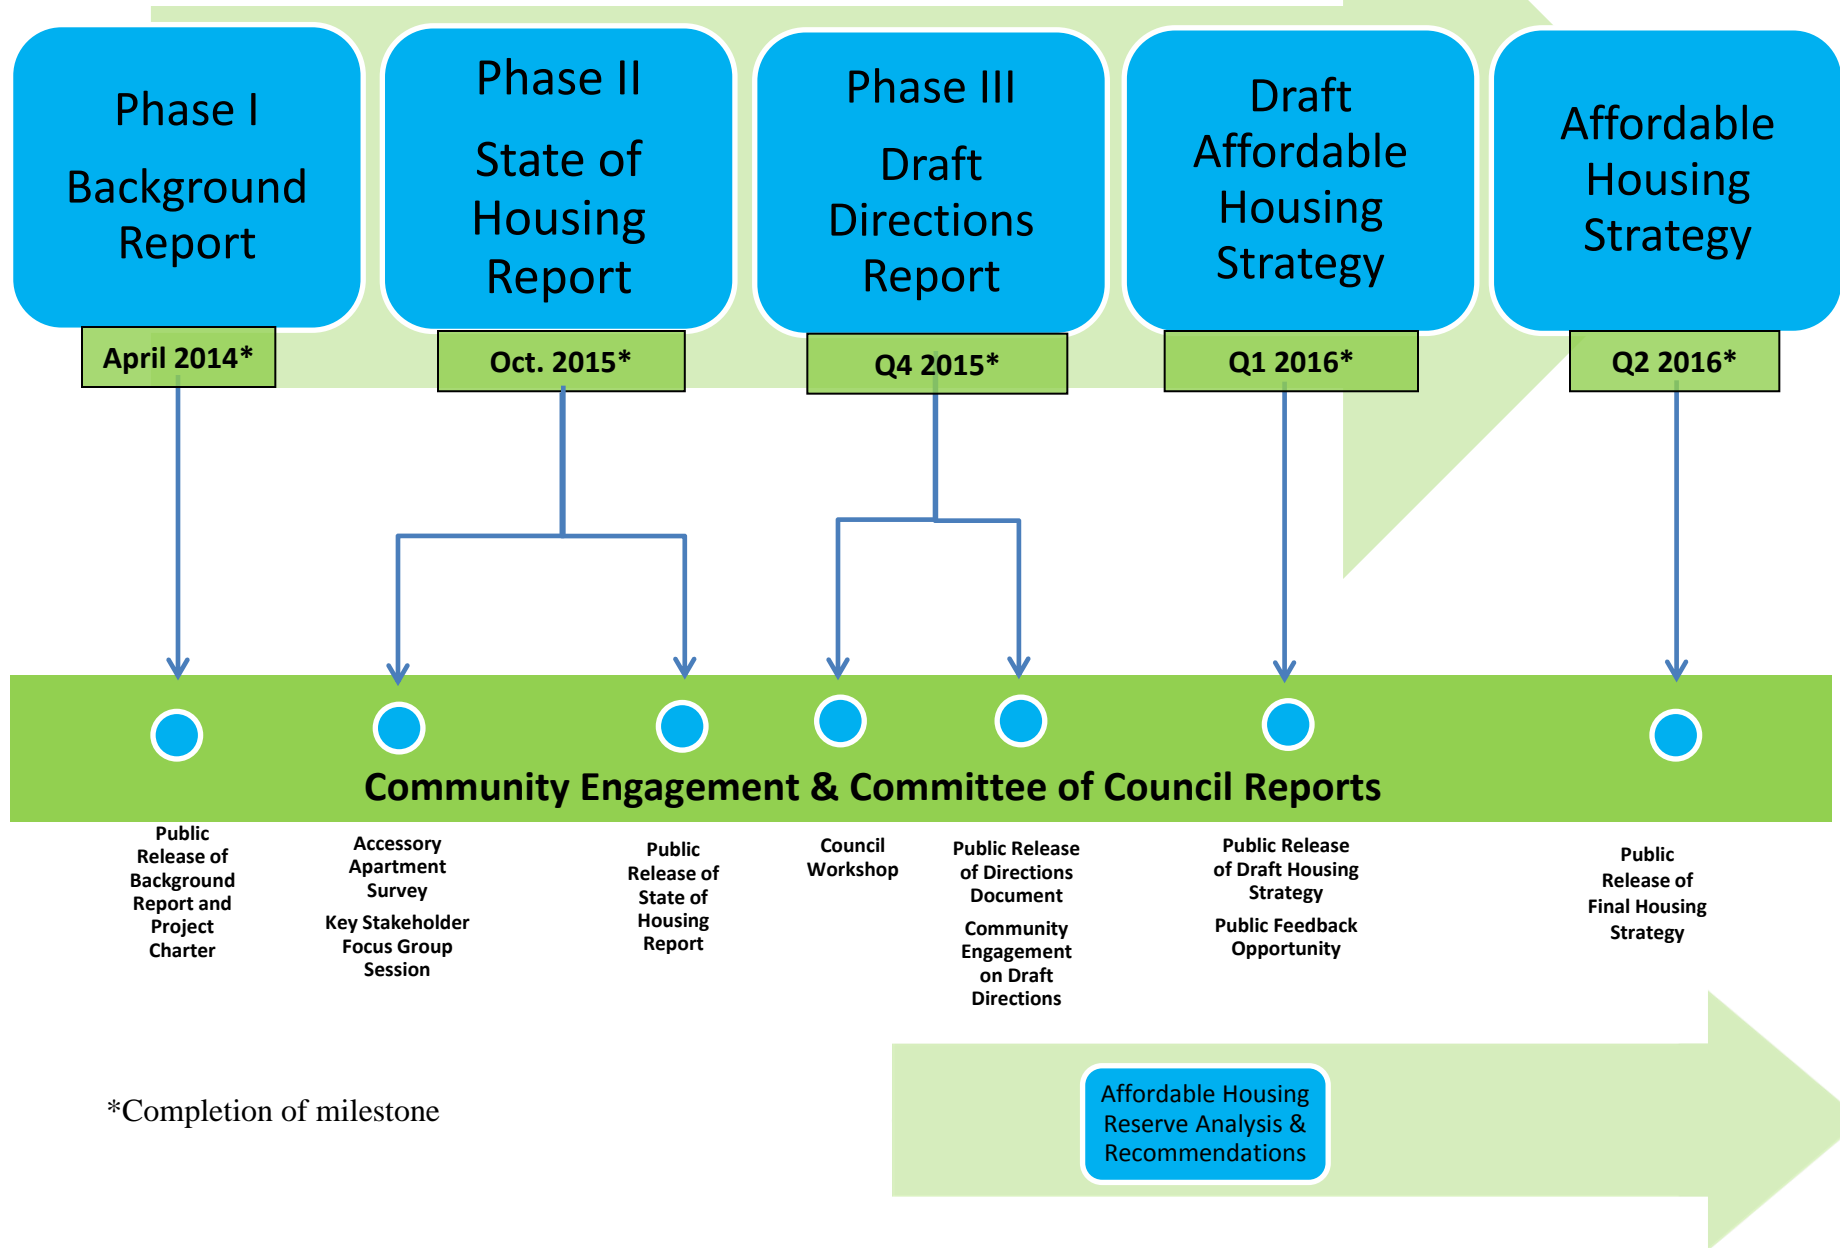 Phase I
Background
Report
Phase II
State of
Housing
Report
Phase III
Draft
Directions
Report
Draft
Affordable
Housing
Strategy
Affordable
Housing
Strategy
April 2014*
Oct. 2015*
Q4 2015*
Q1 2016*
Q2 2016*
Community Engagement & Committee of Council Reports
Public
Release of
Background
Report and
Project
Charter
Accessory
Apartment
Survey
Key Stakeholder
Focus Group
Session
Public
Release of
State of
Housing
Report
Council
Workshop
Public Release
of Directions
Document
Community
Engagement
on Draft
Directions
Public Release
of Draft Housing
Strategy
Public Feedback
Opportunity
Public
Release of
Final Housing
Strategy
*Completion of milestone
Affordable Housing
Reserve Analysis &
Recommendations